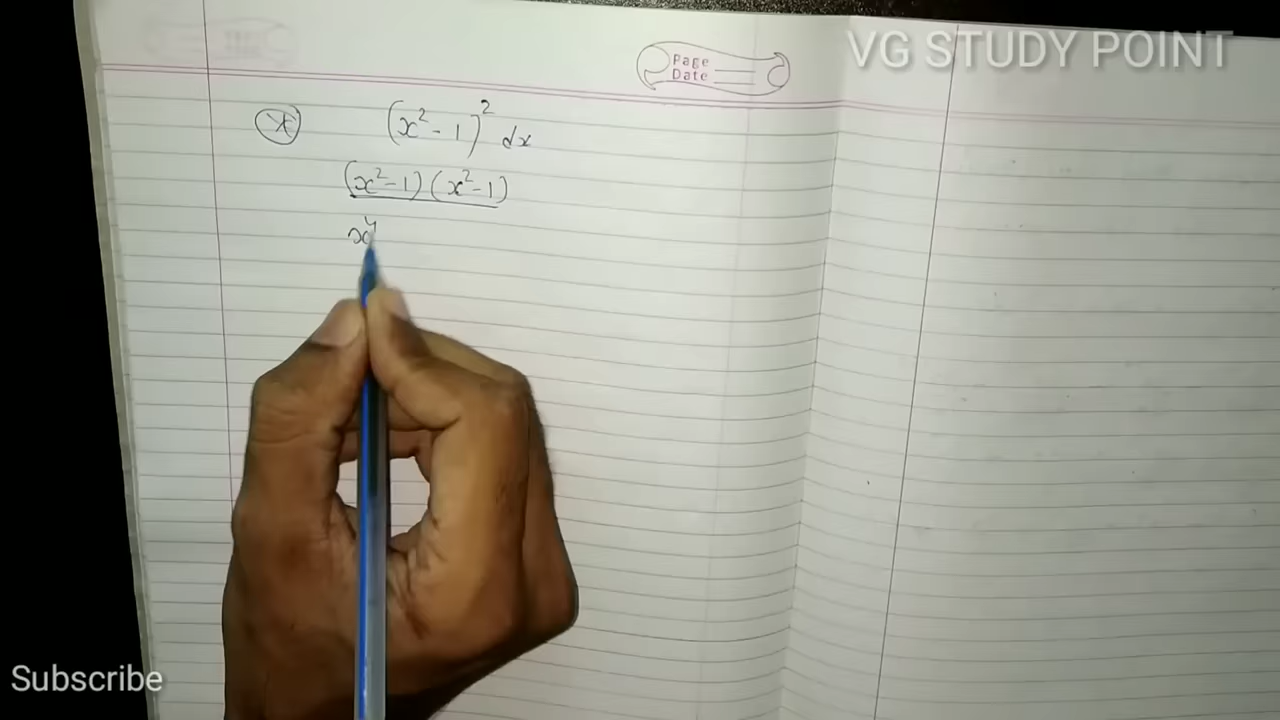 VG STUDY POINT
Page
Date
* (x² - 1)² dx
(x²-1) (x²-1)
x⁴
Subscribe